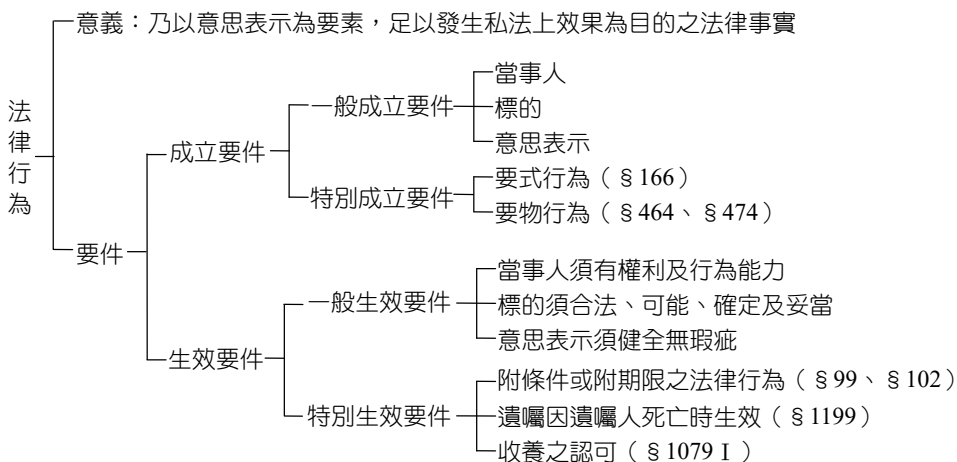 法律行為
意義：乃以意思表示為要素，足以發生私法上效果為目的之法律事實
要件
成立要件
一般成立要件
當事人
標的
意思表示
特別成立要件
要式行為（§166）
要物行為（§464、§474）
生效要件
一般生效要件
當事人須有權利及行為能力
標的須合法、可能、確定及妥當
意思表示須健全無瑕疵
特別生效要件
附條件或附期限之法律行為（§99、§102）
遺囑因遺囑人死亡時生效（§1199）
收養之認可（§1079Ⅰ）